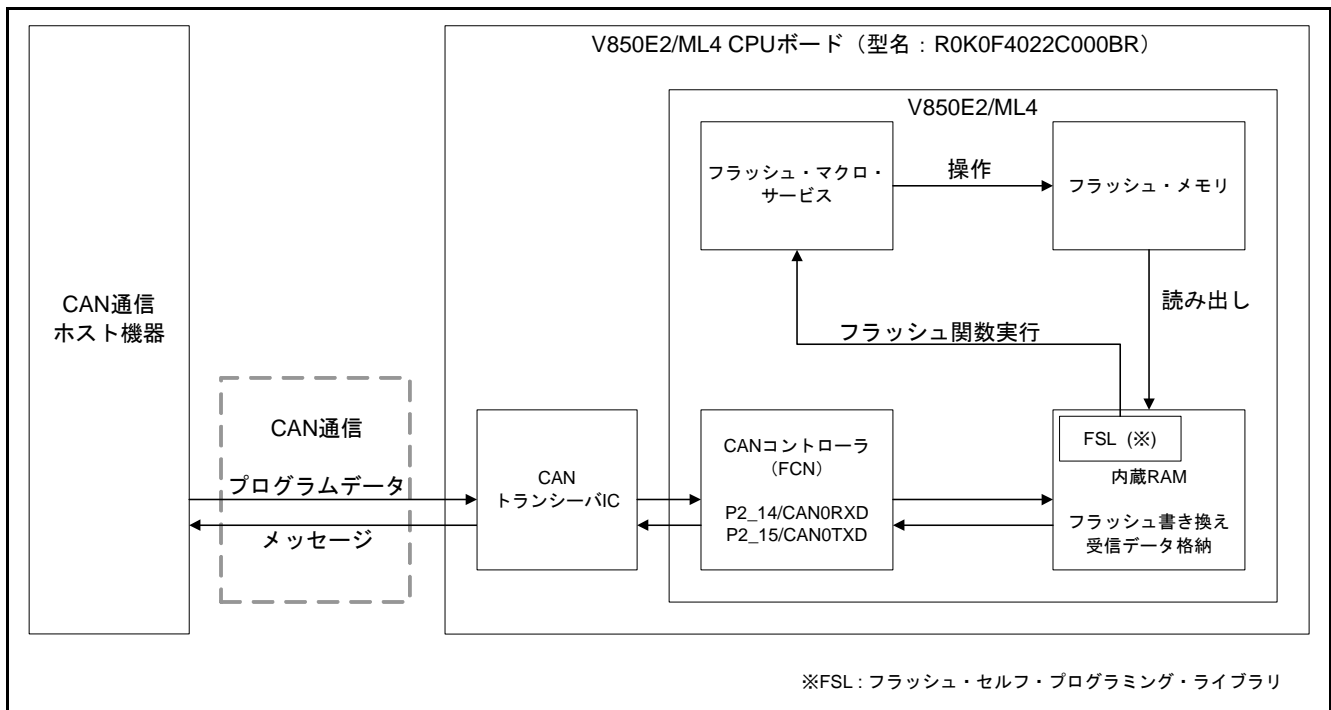 V850E2/ML4 CPUボード（型名：R0K0F4022C000BR）
V850E2/ML4
フラッシュ・マクロ・
サービス
操作
フラッシュ・メモリ
読み出し
フラッシュ関数実行
CAN通信
ホスト機器
CAN通信
プログラムデータ
メッセージ
CAN
トランシーバIC
CANコントローラ
（FCN）
P2_14/CAN0RXD
P2_15/CAN0TXD
FSL (※)
内蔵RAM
フラッシュ書き換え
受信データ格納
※FSL : フラッシュ・セルフ・プログラミング・ライブラリ